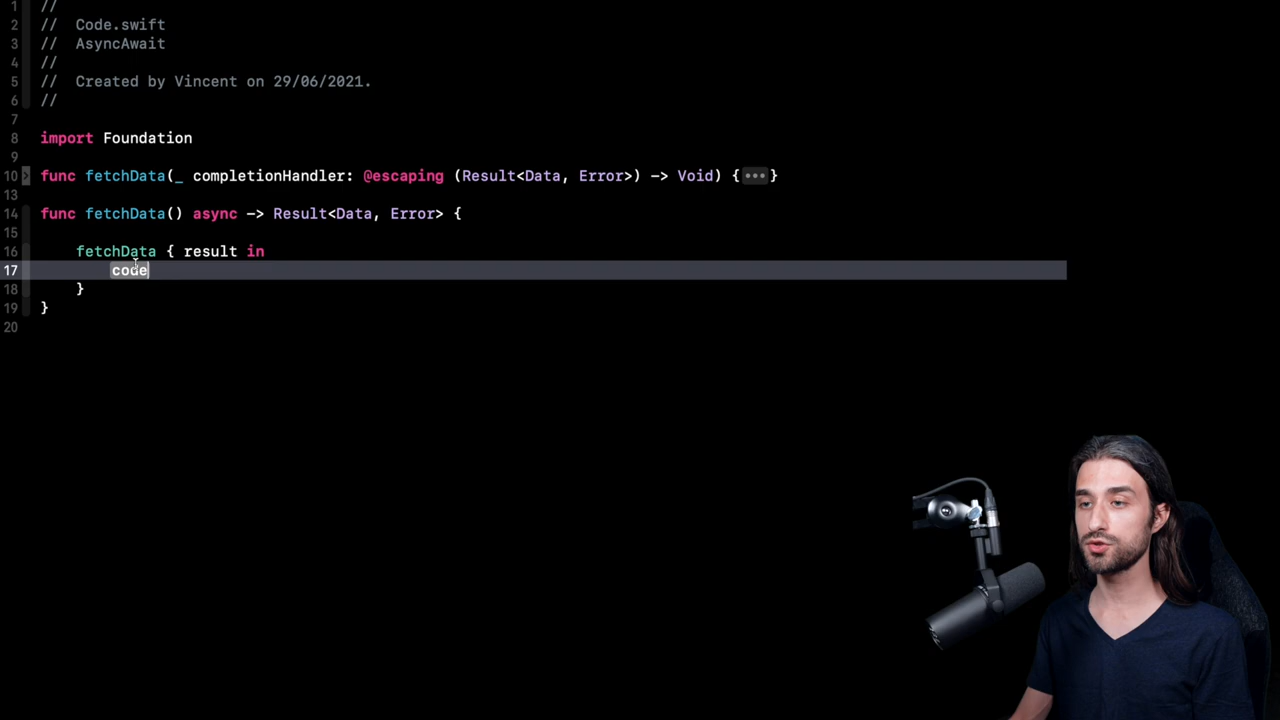 1 //
2 // Code.swift
3 // AsyncAwait
4 //
5 // Created by Vincent on 29/06/2021.
6 //
7
8 import Foundation
9
10 func fetchData(_ completionHandler: @escaping (Result<Data, Error>) -> Void) {•••}
13
14 func fetchData() async -> Result<Data, Error> {
15
16 fetchData { result in
17 code
18 }
19 }
20